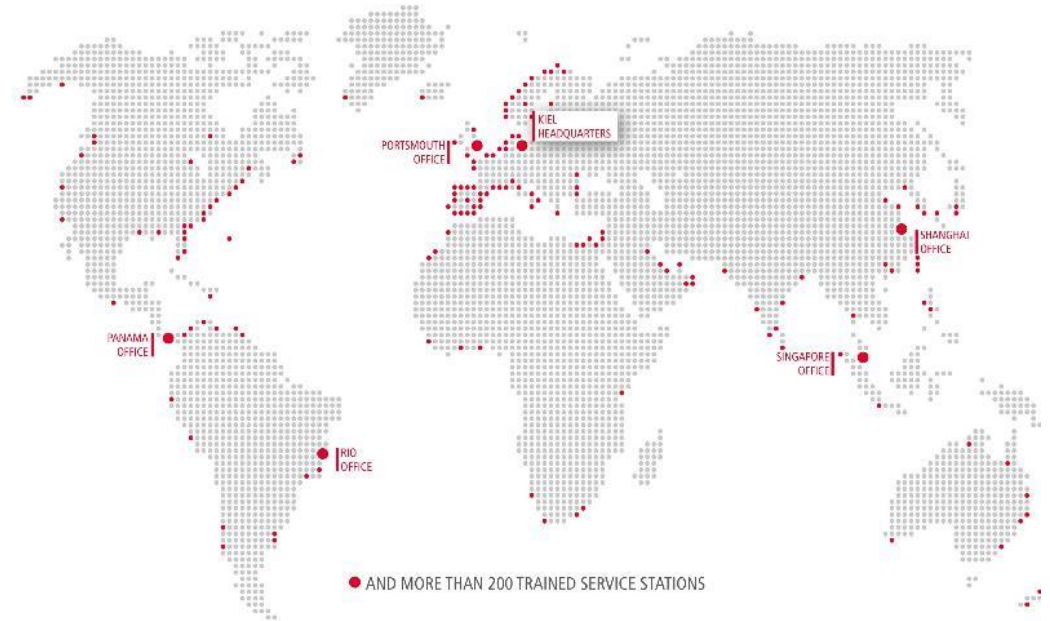 KIEL
HEADQUARTERS
PORTSMOUTH
OFFICE
SHANGHAI
OFFICE
PANAMA
OFFICE
SINGAPORE
OFFICE
RIO
OFFICE
AND MORE THAN 200 TRAINED SERVICE STATIONS